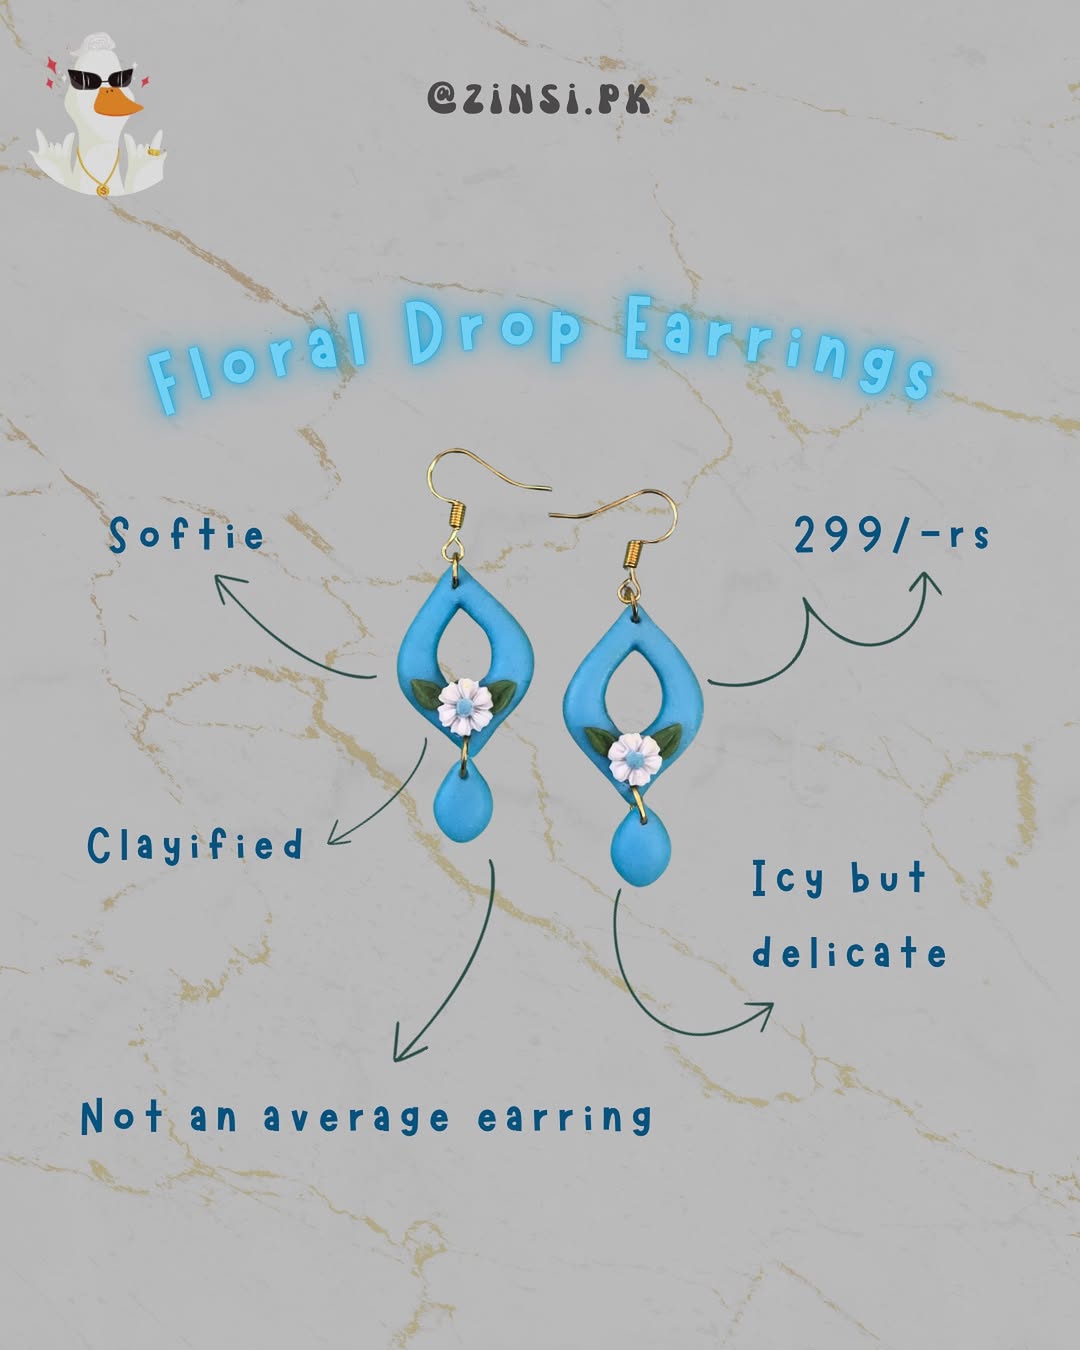 @ZiNSi.PK
Floral Drop Earrings
Softie
299/-rs
Clayified
Icy but
delicate
Not an average earring